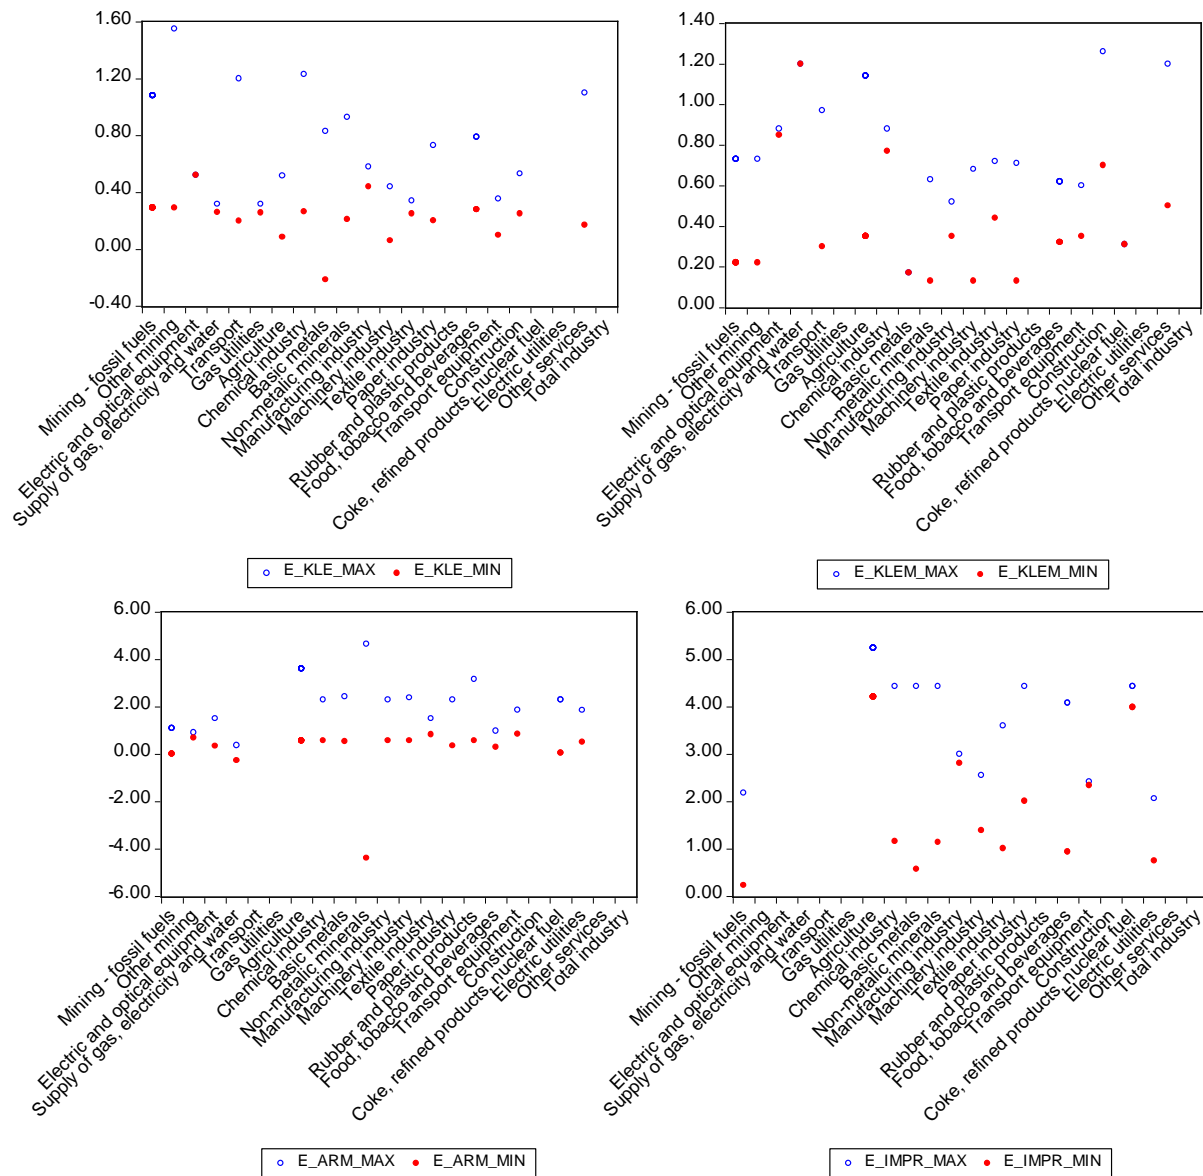 1.60
1.20
0.80
0.40
0.00
-0.40
Mining - fossil fuels
Other mining
Electric and optical equipment
Supply of gas, electricity and water
Transport
Gas utilities
Agriculture
Chemical industry
Basic metals
Non-metallic minerals
Manufacturing industry
Machinery industry
Textile industry
Paper industry
Rubber and plastic products
Food, tobacco and beverages
Transport equipment
Construction
Coke, refined products, nuclear fuel
Electric utilities
Other services
Total industry
E_KLE_MAX E_KLE_MIN
1.40
1.20
1.00
0.80
0.60
0.40
0.20
0.00
Mining - fossil fuels
Other mining
Electric and optical equipment
Supply of gas, electricity and water
Transport
Gas utilities
Agriculture
Chemical industry
Basic metals
Non-metallic minerals
Manufacturing industry
Machinery industry
Textile industry
Paper industry
Rubber and plastic products
Food, tobacco and beverages
Transport equipment
Construction
Coke, refined products, nuclear fuel
Electric utilities
Other services
Total industry
E_KLEM_MAX E_KLEM_MIN
6.00
4.00
2.00
0.00
-2.00
-4.00
-6.00
Mining - fossil fuels
Other mining
Electric and optical equipment
Supply of gas, electricity and water
Transport
Gas utilities
Agriculture
Chemical industry
Basic metals
Non-metallic minerals
Manufacturing industry
Machinery industry
Textile industry
Paper industry
Rubber and plastic products
Food, tobacco and beverages
Transport equipment
Construction
Coke, refined products, nuclear fuel
Electric utilities
Other services
Total industry
E_ARM_MAX E_ARM_MIN
6.00
5.00
4.00
3.00
2.00
1.00
0.00
Mining - fossil fuels
Other mining
Electric and optical equipment
Supply of gas, electricity and water
Transport
Gas utilities
Agriculture
Chemical industry
Basic metals
Non-metallic minerals
Manufacturing industry
Machinery industry
Textile industry
Paper industry
Rubber and plastic products
Food, tobacco and beverages
Transport equipment
Construction
Coke, refined products, nuclear fuel
Electric utilities
Other services
Total industry
E_IMPR_MAX E_IMPR_MIN